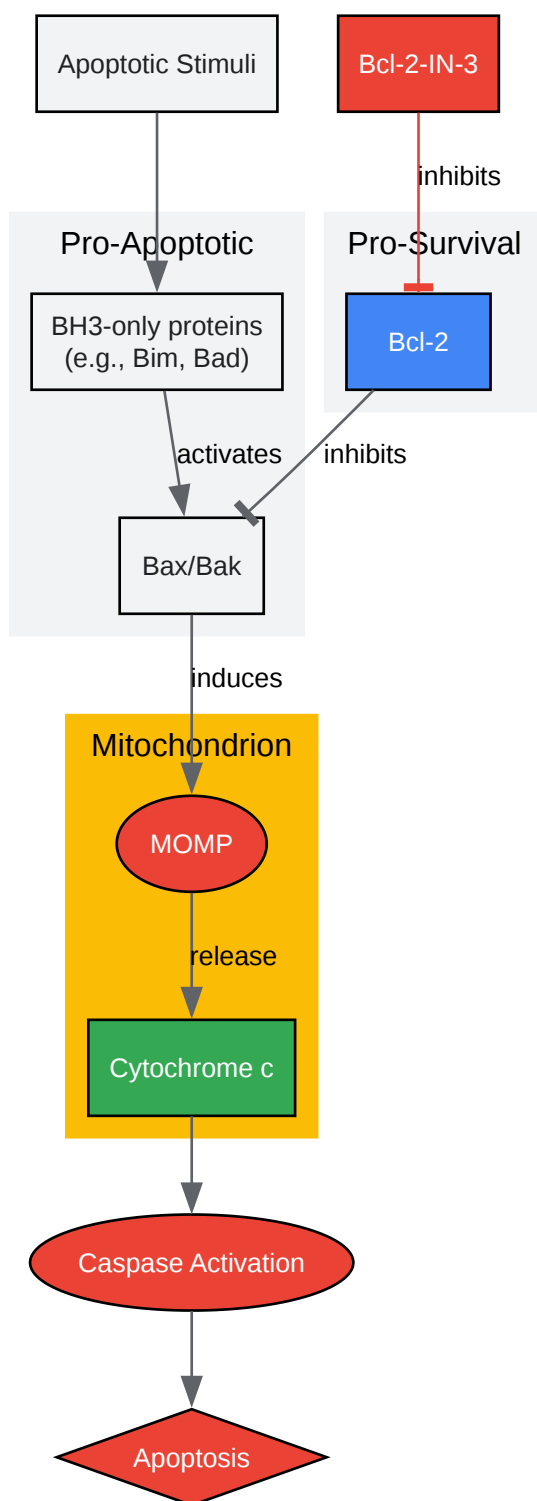 Apoptotic Stimuli
Bcl-2-IN-3
inhibits
Pro-Apoptotic
Pro-Survival
BH3-only proteins
(e.g., Bim, Bad)
Bcl-2
activates
inhibits
Bax/Bak
induces
Mitochondrion
MOMP
release
Cytochrome c
Caspase Activation
Apoptosis